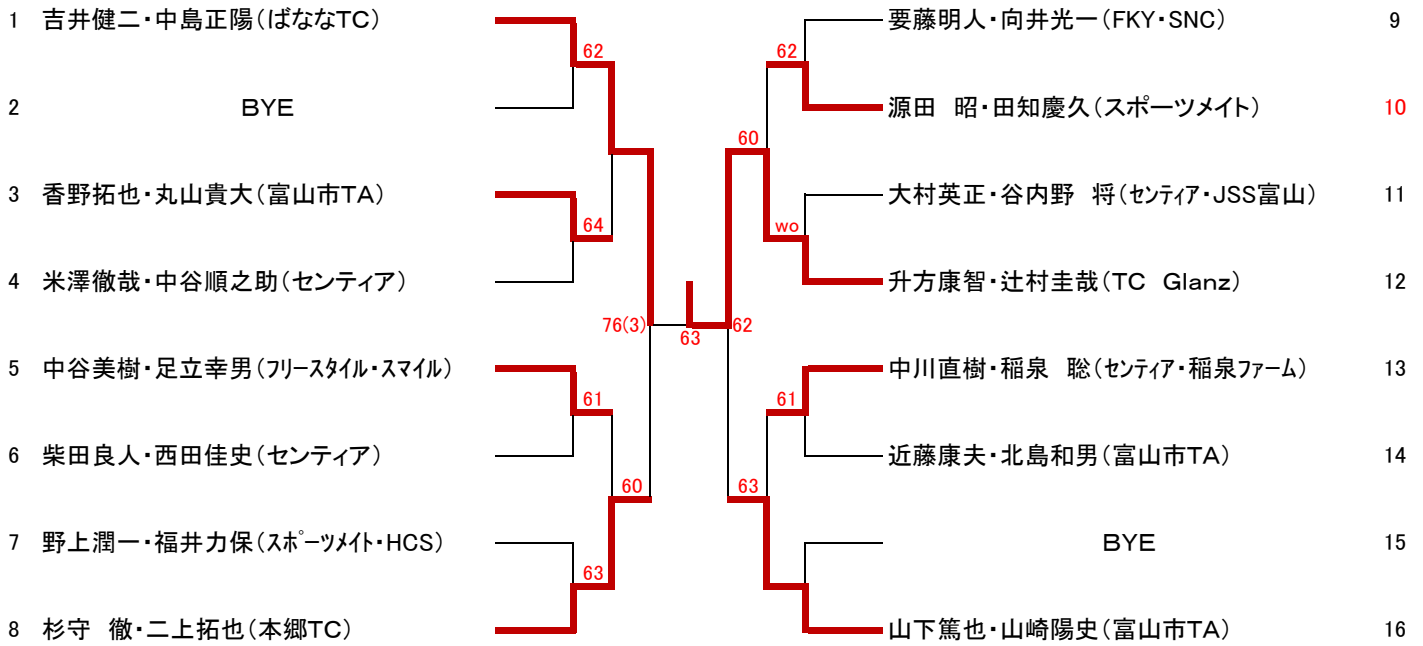 1 吉井健二・中島正陽(ばななTC)
62
2 BYE
3 香野拓也・丸山貴大(富山市TA)
64
4 米澤徹哉・中谷順之助(センティア)
76(3)
5 中谷美樹・足立幸男(フリースタイル・スマイル)
61
6 柴田良人・西田佳史(センティア)
60
7 野上潤一・福井力保(スポーツメイト・HCS)
63
8 杉守 徹・二上拓也(本郷TC)
63
要藤明人・向井光一(FKY・SNC) 9
62
源田 昭・田知慶久(スポーツメイト) 10
60
大村英正・谷内野 将(センティア・JSS富山) 11
wo
升方康智・辻村圭哉(TC Glanz) 12
62
中川直樹・稲泉 聡(センティア・稲泉ファーム) 13
61
近藤康夫・北島和男(富山市TA) 14
63
BYE 15
山下篤也・山崎陽史(富山市TA) 16